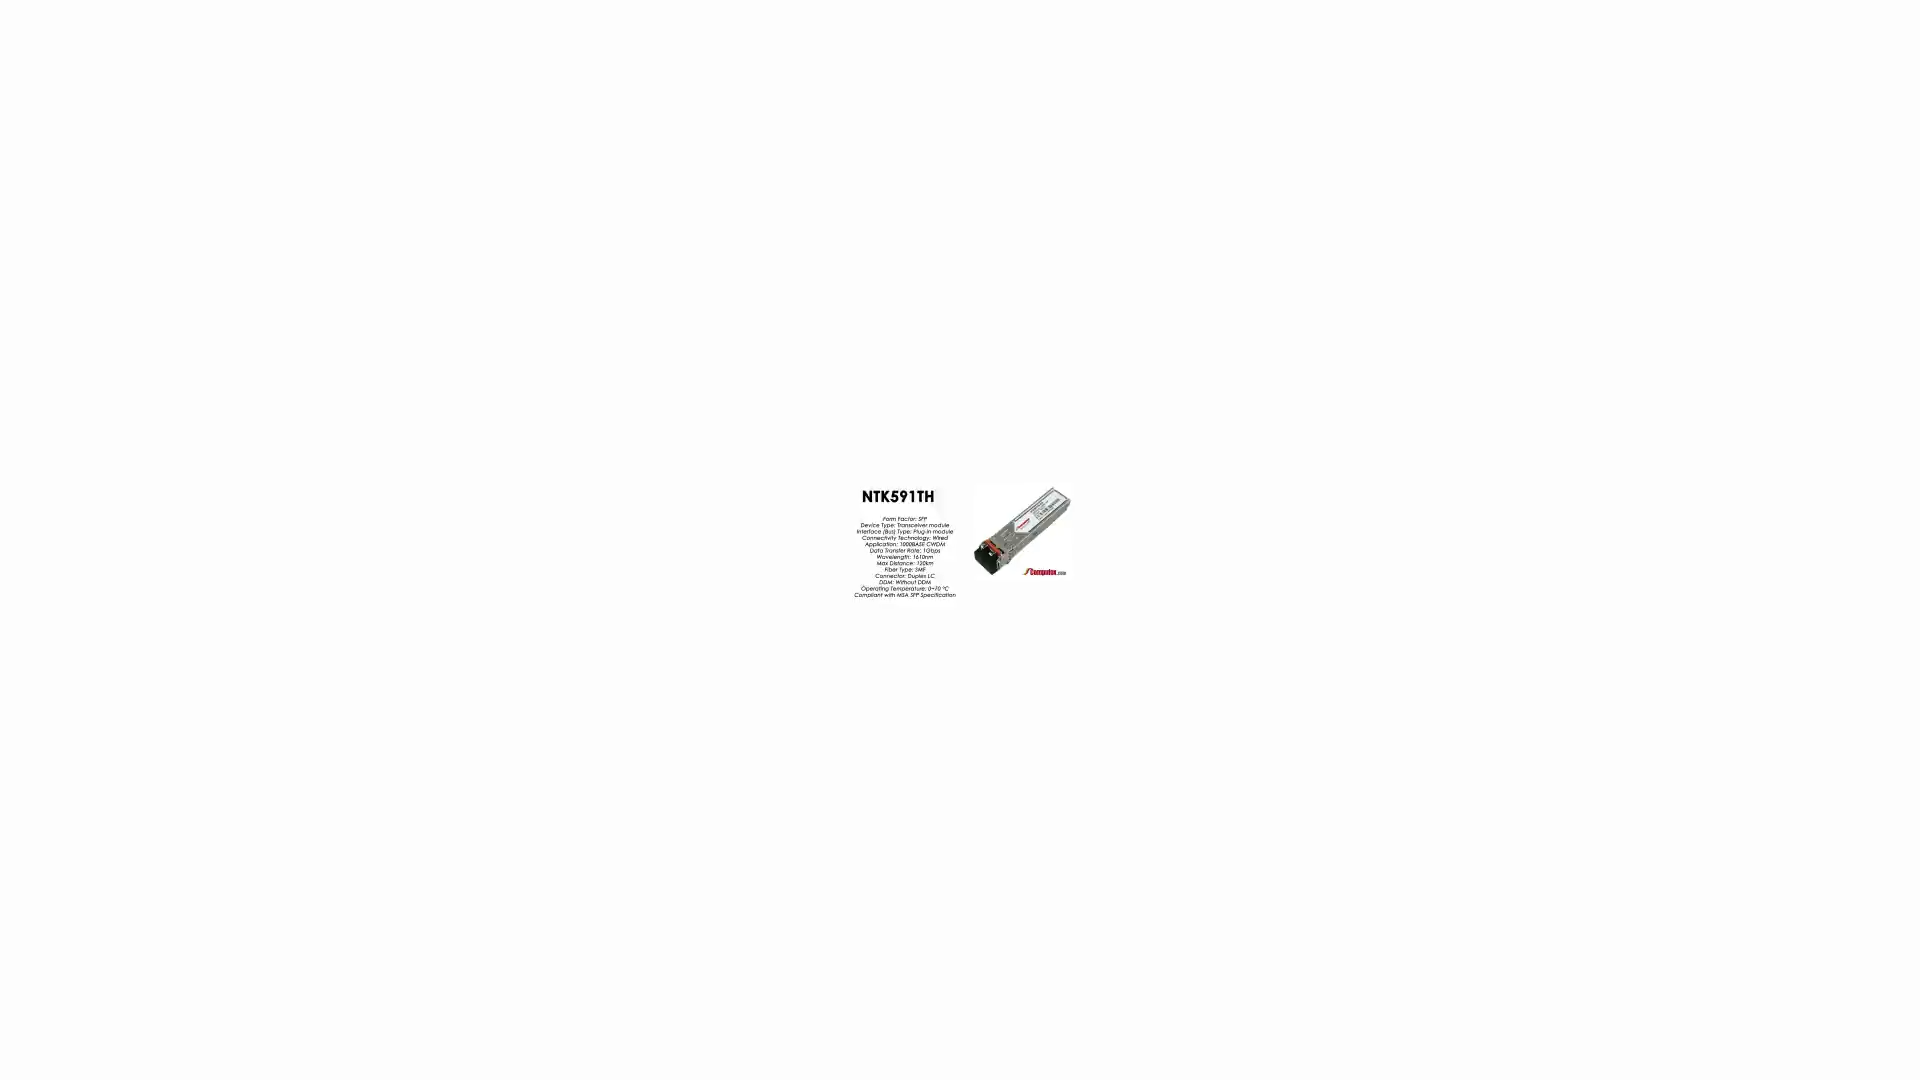 NTK591TH
Form Factor: SFP
Device Type: Transceiver module
Interface (Bus) Type: Plug-in module
Connectivity Technology: Wired
Application: 1000BASE CWDM
Data Transfer Rate: 1Gbps
Wavelength: 1610nm
Max Distance: 120km
Fiber Type: SMF
Connector: Duplex LC
DDM: Without DDM
Operating Temperature: 0~70 °C
Compliant with MSA SFP Specification
Computox.com